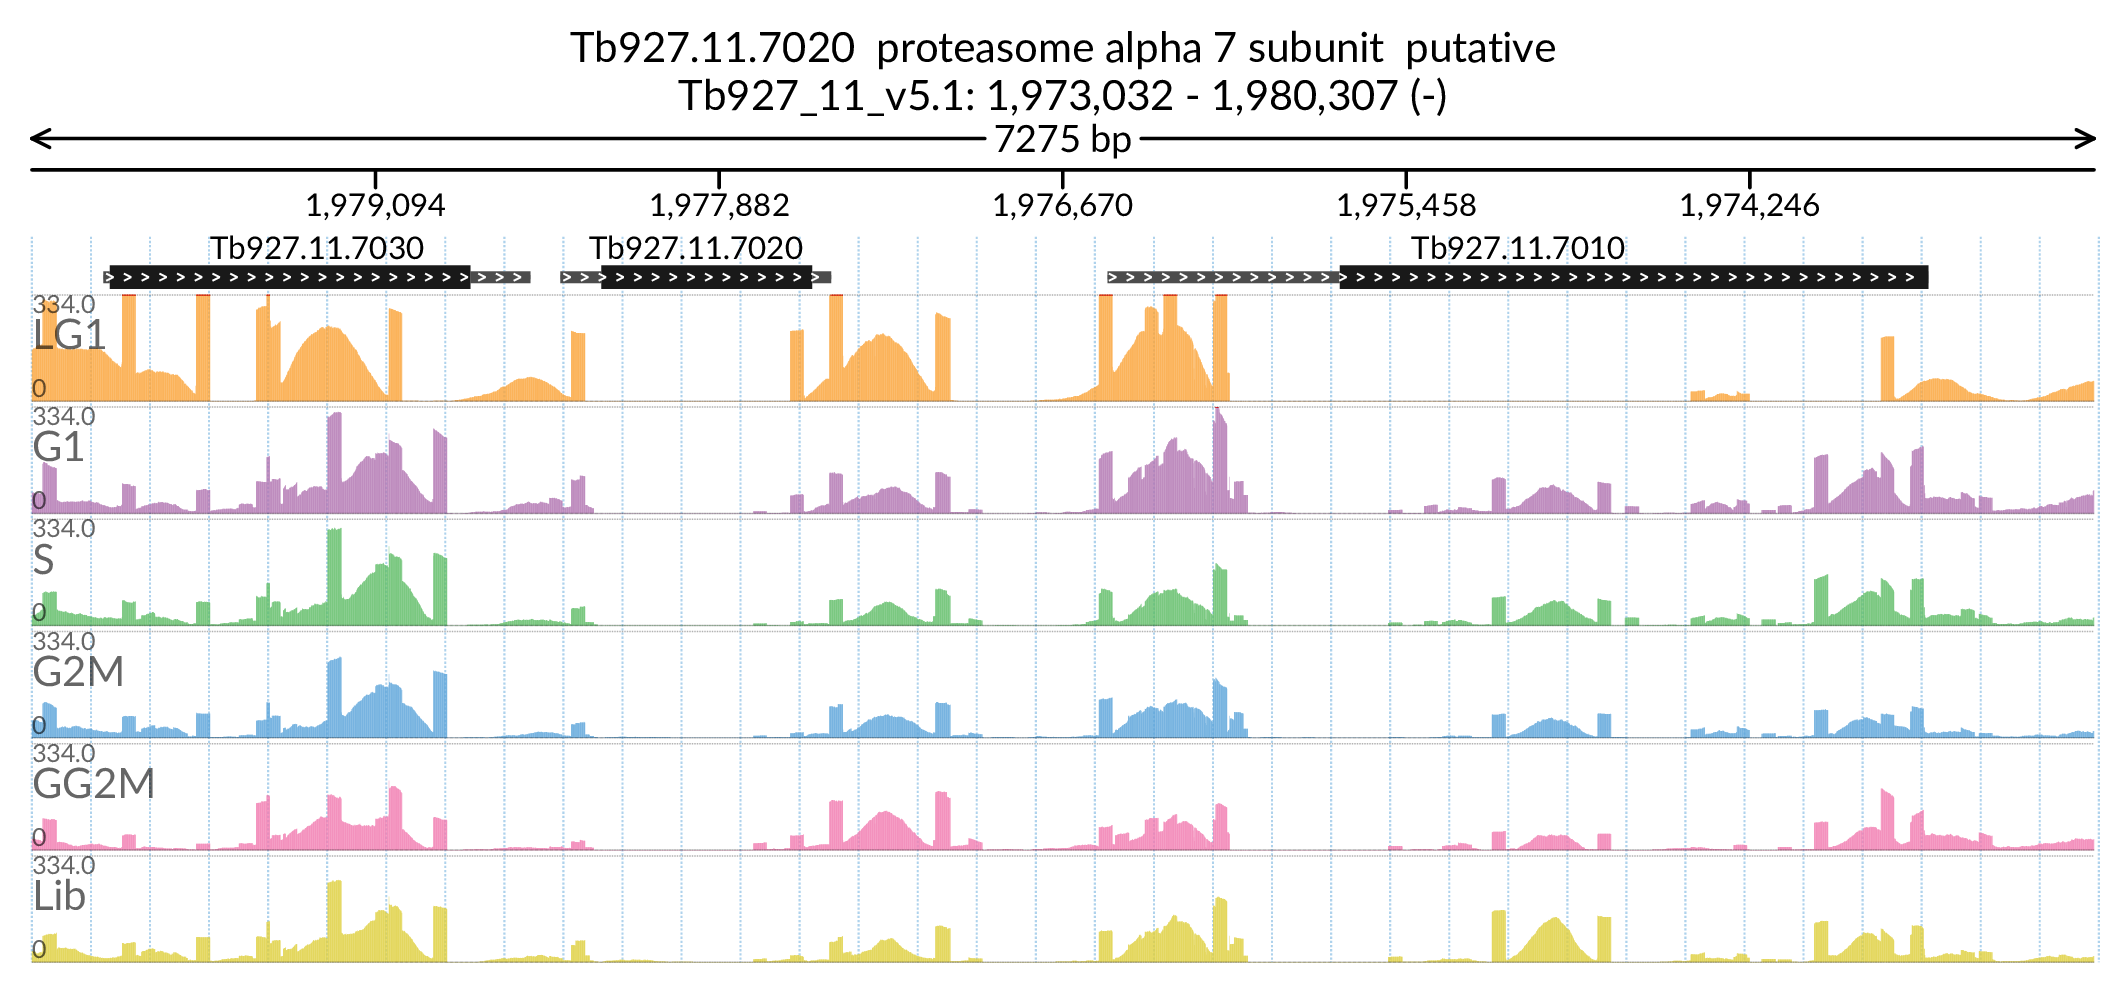 Tb927.11.7020  proteasome alpha 7 subunit  putative
Tb927_11_v5.1: 1,973,032 - 1,980,307 (-)
7275 bp
1,979,094 1,977,882 1,976,670 1,975,458 1,974,246
Tb927.11.7030 Tb927.11.7020 Tb927.11.7010
334.0
LG1
0
334.0
G1
0
334.0
S
0
334.0
G2M
0
334.0
GG2M
0
334.0
Lib
0